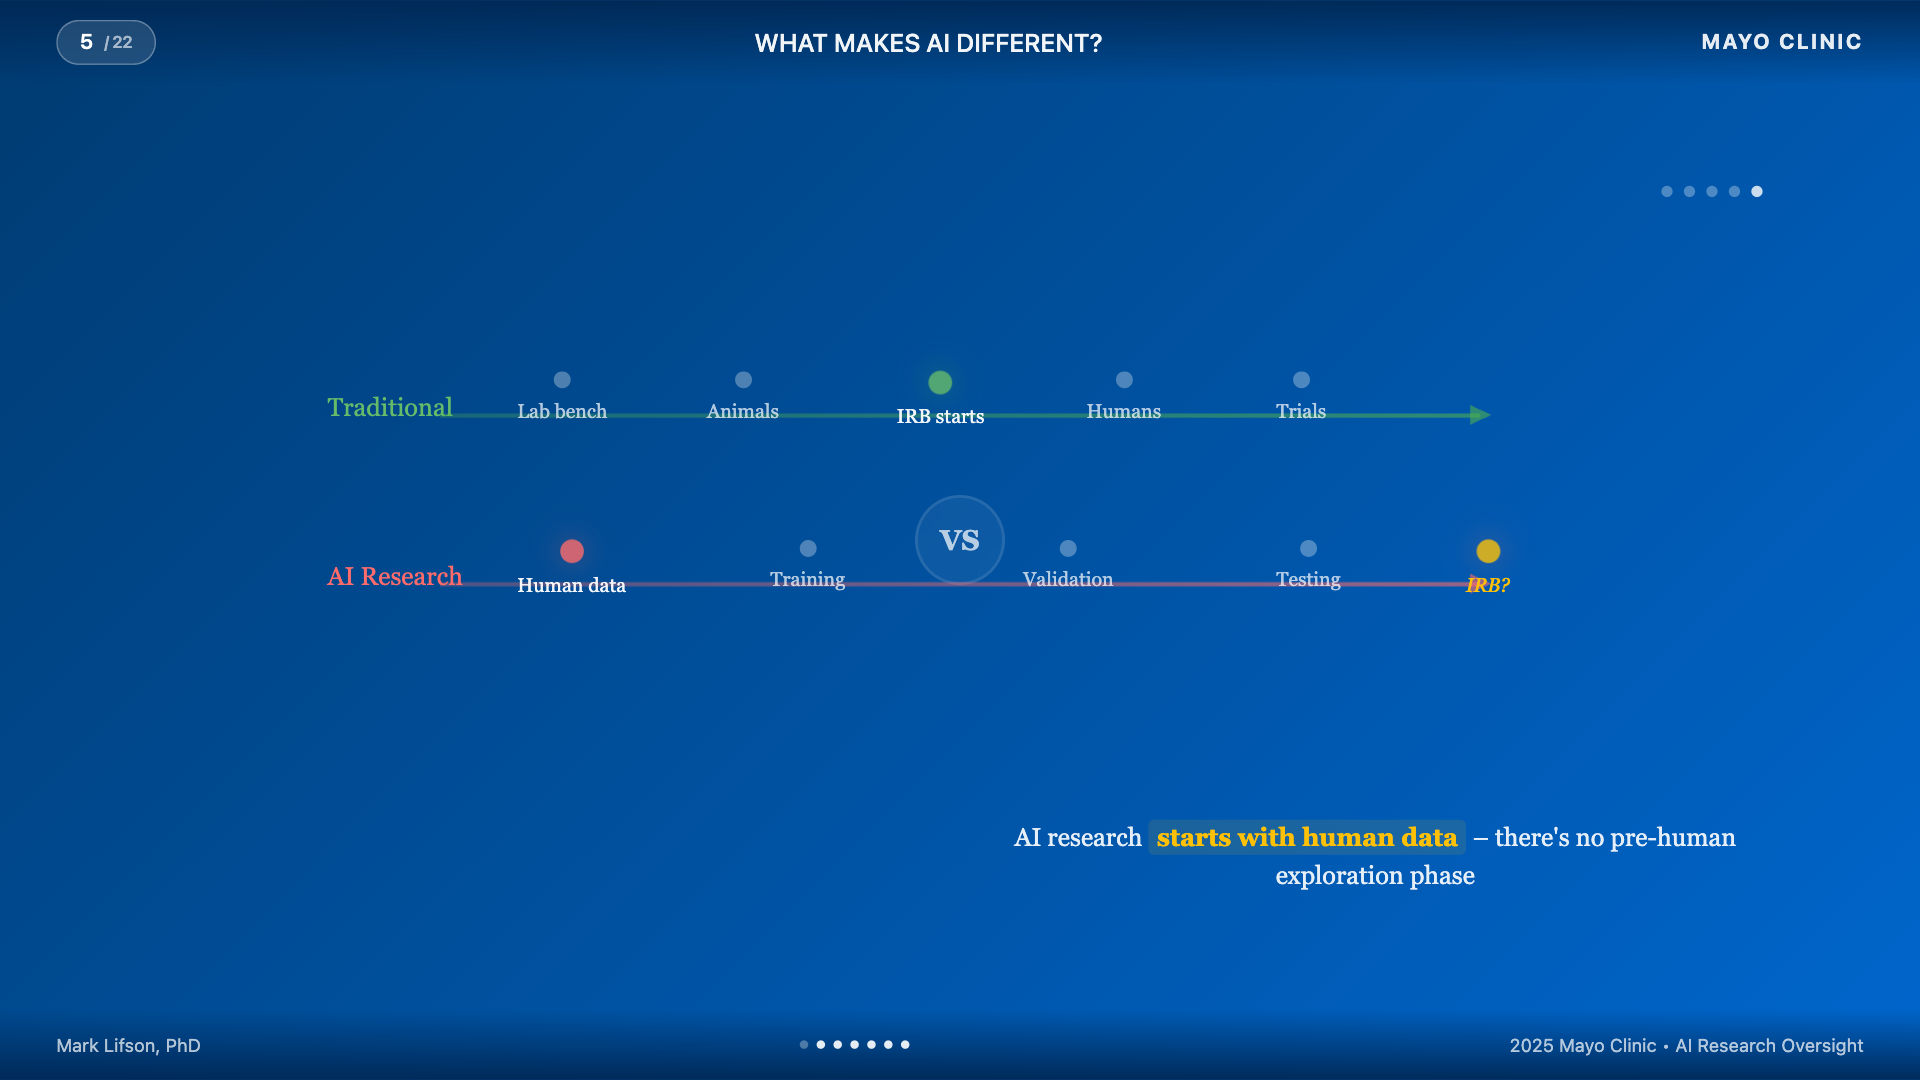 5 /22
WHAT MAKES AI DIFFERENT?
MAYO CLINIC
Traditional
Lab bench
Animals
IRB starts
Humans
Trials
VS
AI Research
Human data
Training
Validation
Testing
IRB?
AI research starts with human data – there's no pre-human
exploration phase
Mark Lifson, PhD
2025 Mayo Clinic • AI Research Oversight